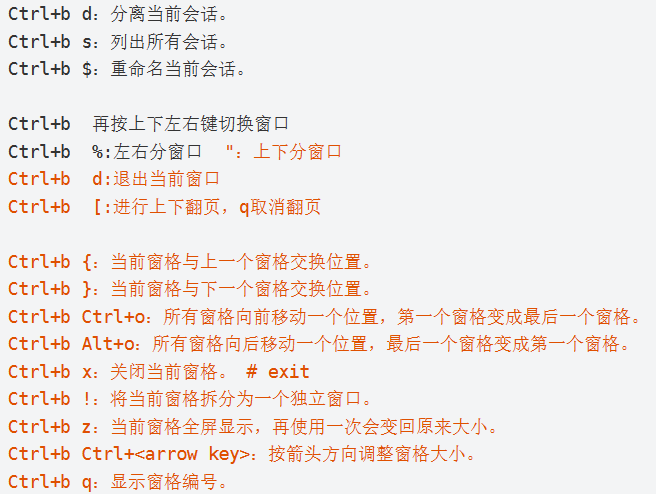 Ctrl+b d：分离当前会话。
Ctrl+b s：列出所有会话。
Ctrl+b $：重命名当前会话。
Ctrl+b  再按上下左右键切换窗口
Ctrl+b  %:左右分窗口  "：上下分窗口
Ctrl+b  d:退出当前窗口
Ctrl+b  [:进行上下翻页，q取消翻页
Ctrl+b {：当前窗格与上一个窗格交换位置。
Ctrl+b }：当前窗格与下一个窗格交换位置。
Ctrl+b Ctrl+o：所有窗格向前移动一个位置，第一个窗格变成最后一个窗格。
Ctrl+b Alt+o：所有窗格向后移动一个位置，最后一个窗格变成第一个窗格。
Ctrl+b x：关闭当前窗格。 # exit
Ctrl+b !：将当前窗格拆分为一个独立窗口。
Ctrl+b z：当前窗格全屏显示，再使用一次会变回原来大小。
Ctrl+b Ctrl+<arrow key>：按箭头方向调整窗格大小。
Ctrl+b q：显示窗格编号。